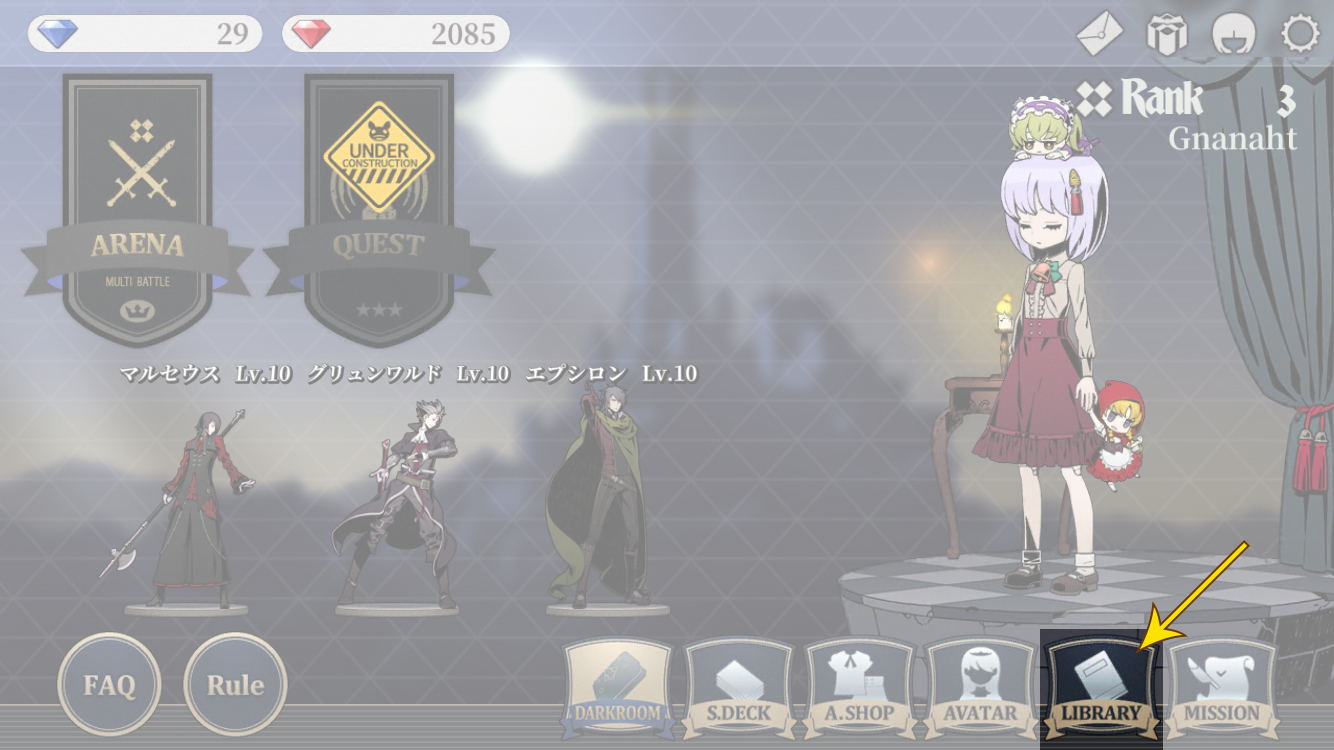 29
2085
Rank 3
Gnanaht
UNDER
CONSTRUCTION
ARENA
MULTI BATTLE
QUEST
マルセウス Lv.10 グリュンワルド Lv.10 エプシロン Lv.10
FAQ
Rule
DARKROOM
S.DECK
A.SHOP
AVATAR
LIBRARY
MISSION